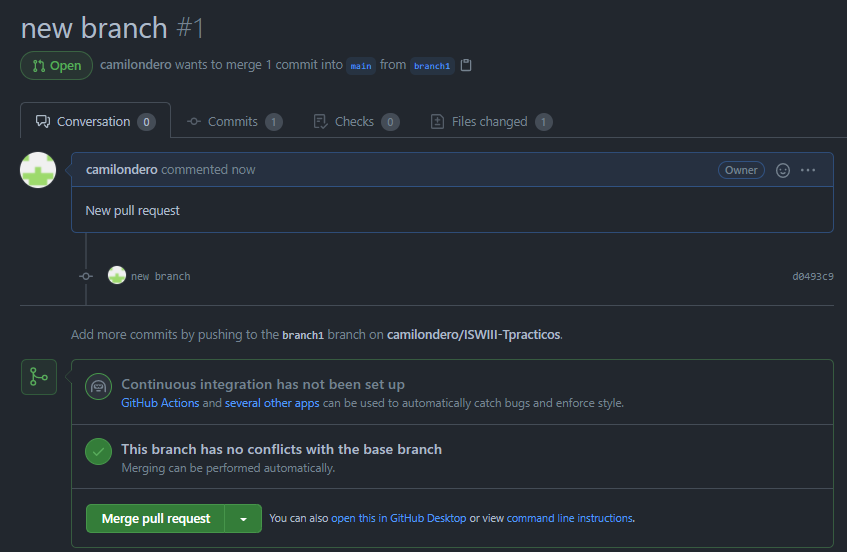 new branch #1
Open camilondero wants to merge 1 commit into main from branch1
Conversation 0 Commits 1 Checks 0 Files changed 1
camilondero commented now Owner
New pull request
new branch d0493c9
Add more commits by pushing to the branch1 branch on camilondero/ISWIII-Tpracticos.
Continuous integration has not been set up
GitHub Actions and several other apps can be used to automatically catch bugs and enforce style.
This branch has no conflicts with the base branch
Merging can be performed automatically.
Merge pull request You can also open this in GitHub Desktop or view command line instructions.